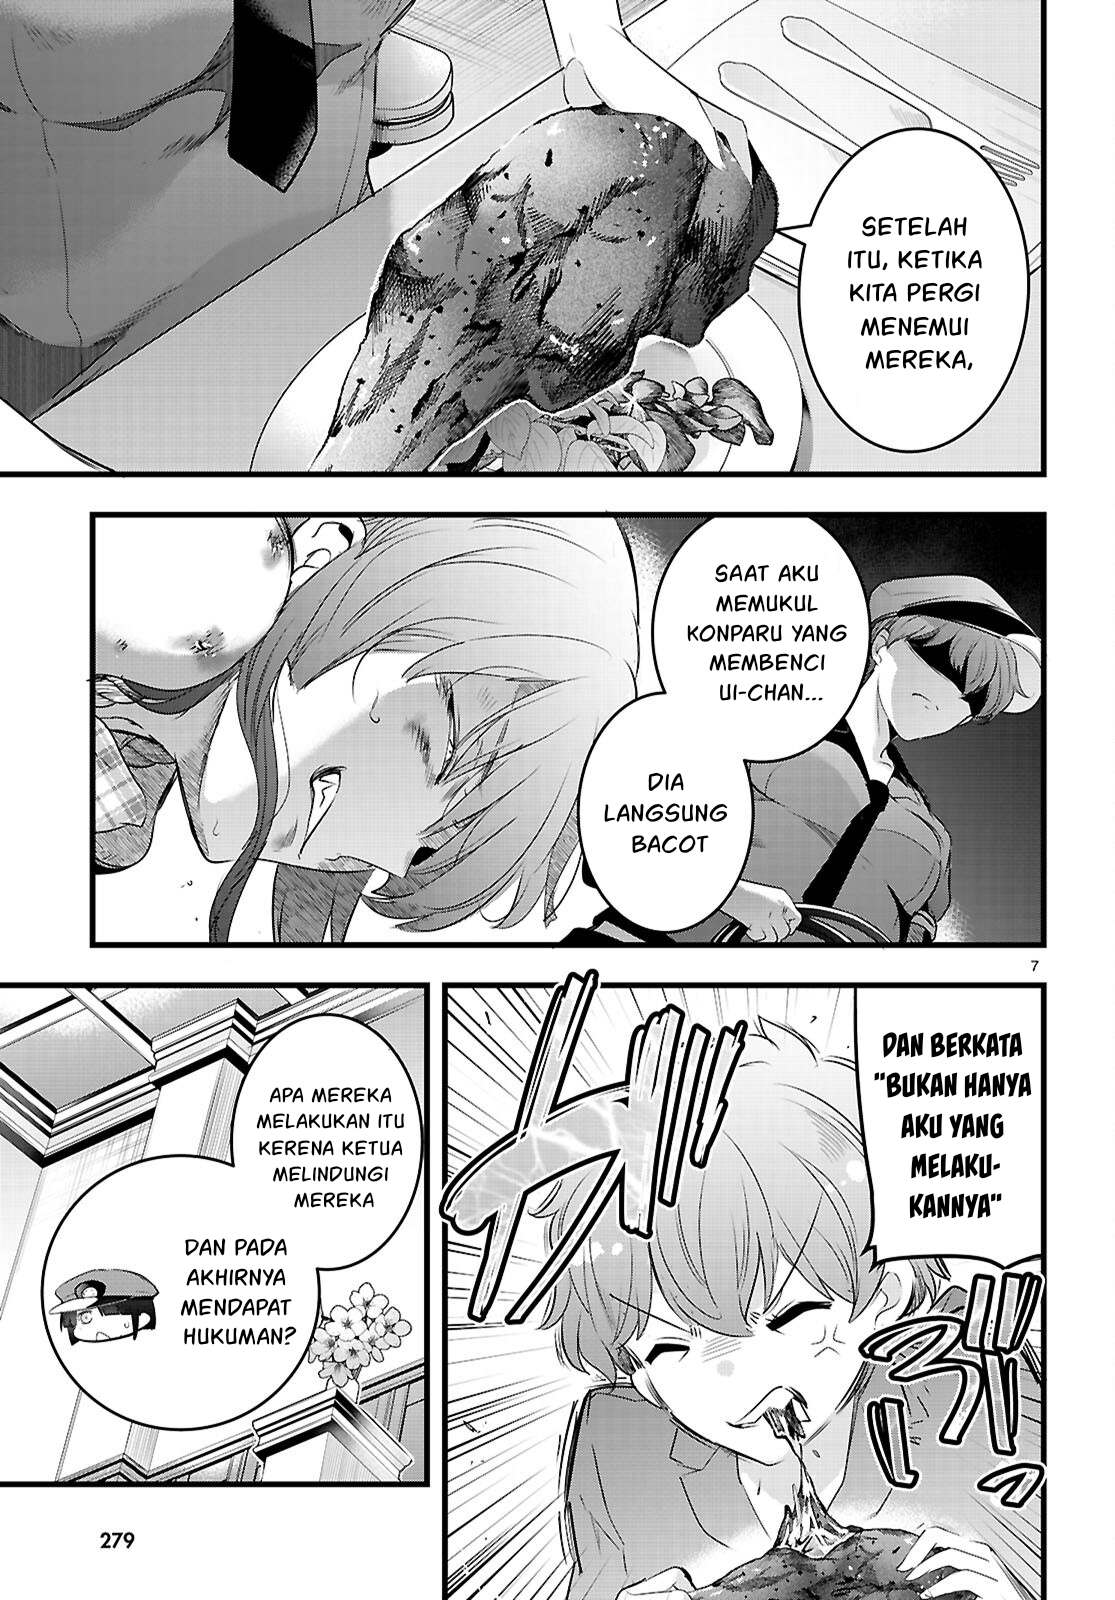 SETELAH
ITU, KETIKA
KITA PERGI
MENEMUI
MEREKA,
SAAT AKU
MEMUKUL
KONPARU YANG
MEMBENCI
UI-CHAN...
DIA
LANGSUNG
BACOT
7
DAN BERKATA
"BUKAN HANYA
AKU YANG
MELAKU-
KANNYA"
APA MEREKA
MELAKUKAN ITU
KERENA KETUA
MELINDUNGI
MEREKA
DAN PADA
AKHIRNYA
MENDAPAT
HUKUMAN?
279